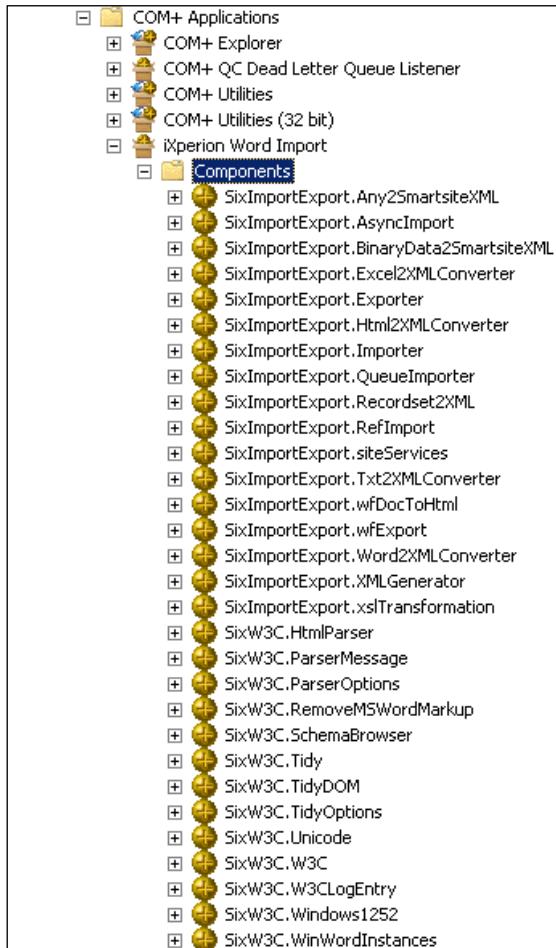 COM+ Applications
COM+ Explorer
COM+ QC Dead Letter Queue Listener
COM+ Utilities
COM+ Utilities (32 bit)
iXperion Word Import
Components
SixImportExport.Any2SmartsiteXML
SixImportExport.AsyncImport
SixImportExport.BinaryData2SmartsiteXML
SixImportExport.Excel2XMLConverter
SixImportExport.Exporter
SixImportExport.Html2XMLConverter
SixImportExport.Importer
SixImportExport.QueueImporter
SixImportExport.Recordset2XML
SixImportExport.RefImport
SixImportExport.siteServices
SixImportExport.Txt2XMLConverter
SixImportExport.wfDocToHtml
SixImportExport.wfExport
SixImportExport.Word2XMLConverter
SixImportExport.XMLGenerator
SixImportExport.xslTransformation
SixW3C.HtmlParser
SixW3C.ParserMessage
SixW3C.ParserOptions
SixW3C.RemoveMSWordMarkup
SixW3C.SchemaBrowser
SixW3C.Tidy
SixW3C.TidyDOM
SixW3C.TidyOptions
SixW3C.Unicode
SixW3C.W3C
SixW3C.W3CLogEntry
SixW3C.Windows1252
SixW3C.WinWordInstances